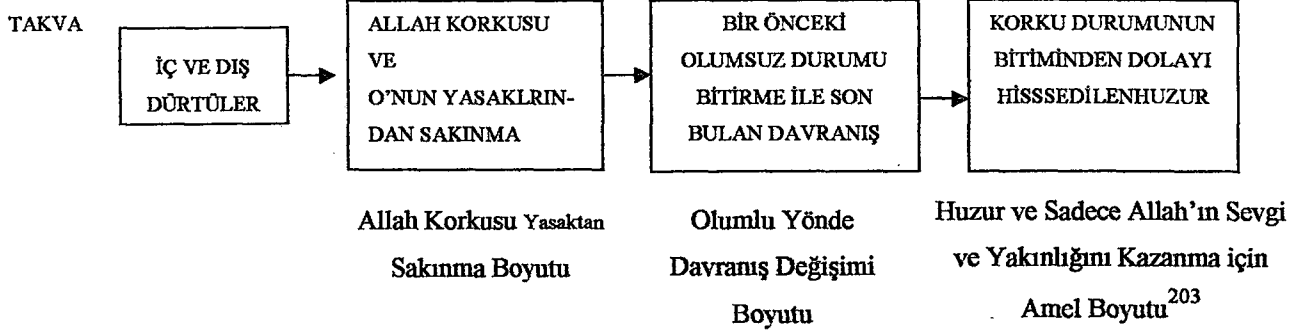 TAKVA
İÇ VE DIŞ
DÜRTÜLER
ALLAH KORKUSU
VE
O'NUN YASAKLRIN-
DAN SAKINMA
BİR ÖNCEKİ
OLUMSUZ DURUMU
BİTİRME İLE SON
BULAN DAVRANIŞ
KORKU DURUMUNUN
BİTİMİNDEN DOLAYI
HİSSSEDİLENHUZUR
Allah Korkusu Yasaktan
Sakınma Boyutu
Olumlu Yönde
Davranış Değişimi
Boyutu
Huzur ve Sadece Allah'ın Sevgi
ve Yakınlığını Kazanma için
Amel Boyutu203